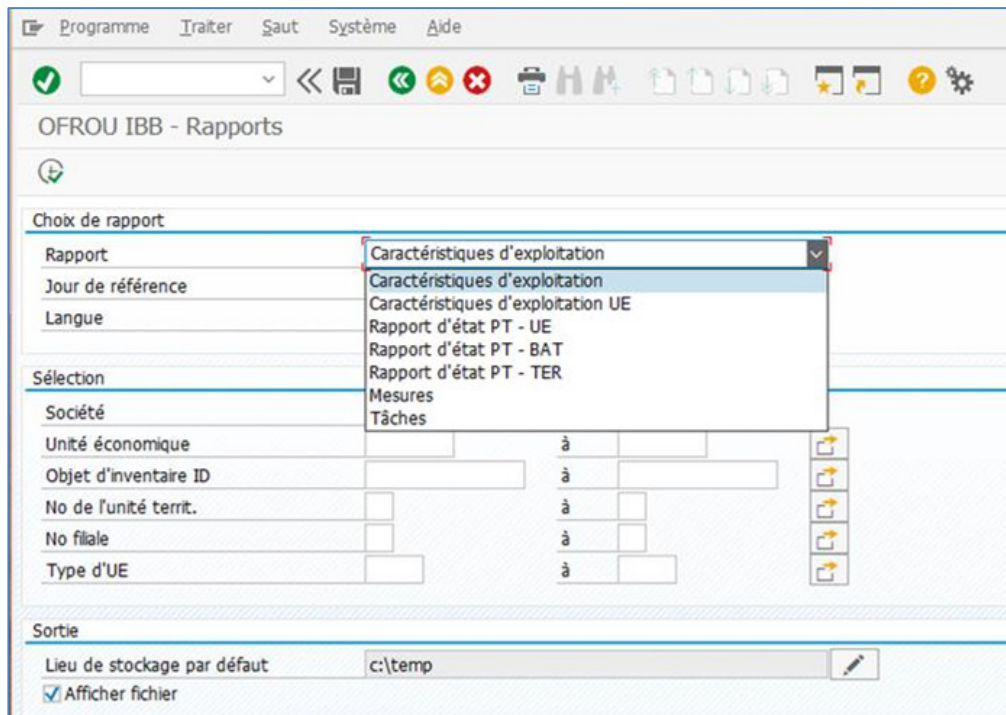 Programme Traiter Saut Système Aide
OFROU IBB - Rapports
Choix de rapport
Rapport Caractéristiques d'exploitation
Jour de référence Caractéristiques d'exploitation
Caractéristiques d'exploitation UE
Langue Rapport d'état PT - UE
Rapport d'état PT - BAT
Rapport d'état PT - TER
Sélection
Mesures
Société Tâches
Unité économique à
Objet d'inventaire ID à
No de l'unité territ. à
No filiale à
Type d'UE à
Sortie
Lieu de stockage par défaut c:\temp
Afficher fichier